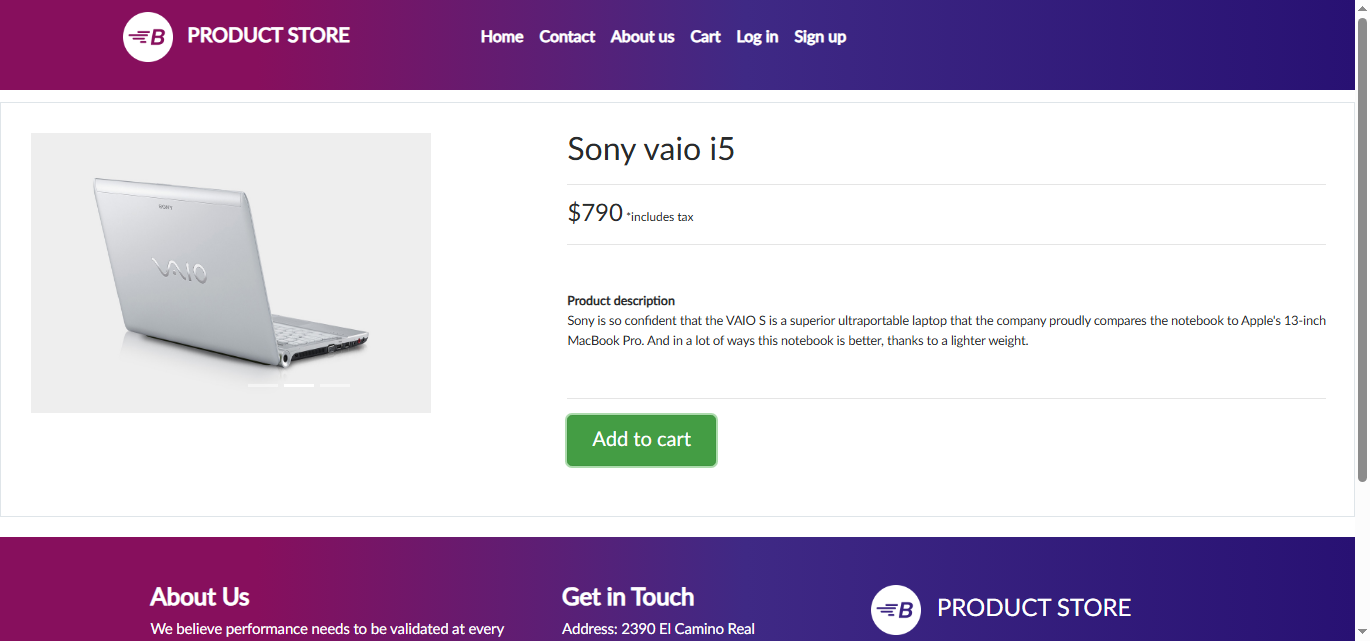 B PRODUCT STORE Home Contact About us Cart Log in Sign up
SONY
VAIO
Sony vaio i5
$790 *includes tax
Product description
Sony is so confident that the VAIO S is a superior ultraportable laptop that the company proudly compares the notebook to Apple's 13-inch
MacBook Pro. And in a lot of ways this notebook is better, thanks to a lighter weight.
Add to cart
About Us
We believe performance needs to be validated at every
Get in Touch
Address: 2390 El Camino Real
B PRODUCT STORE